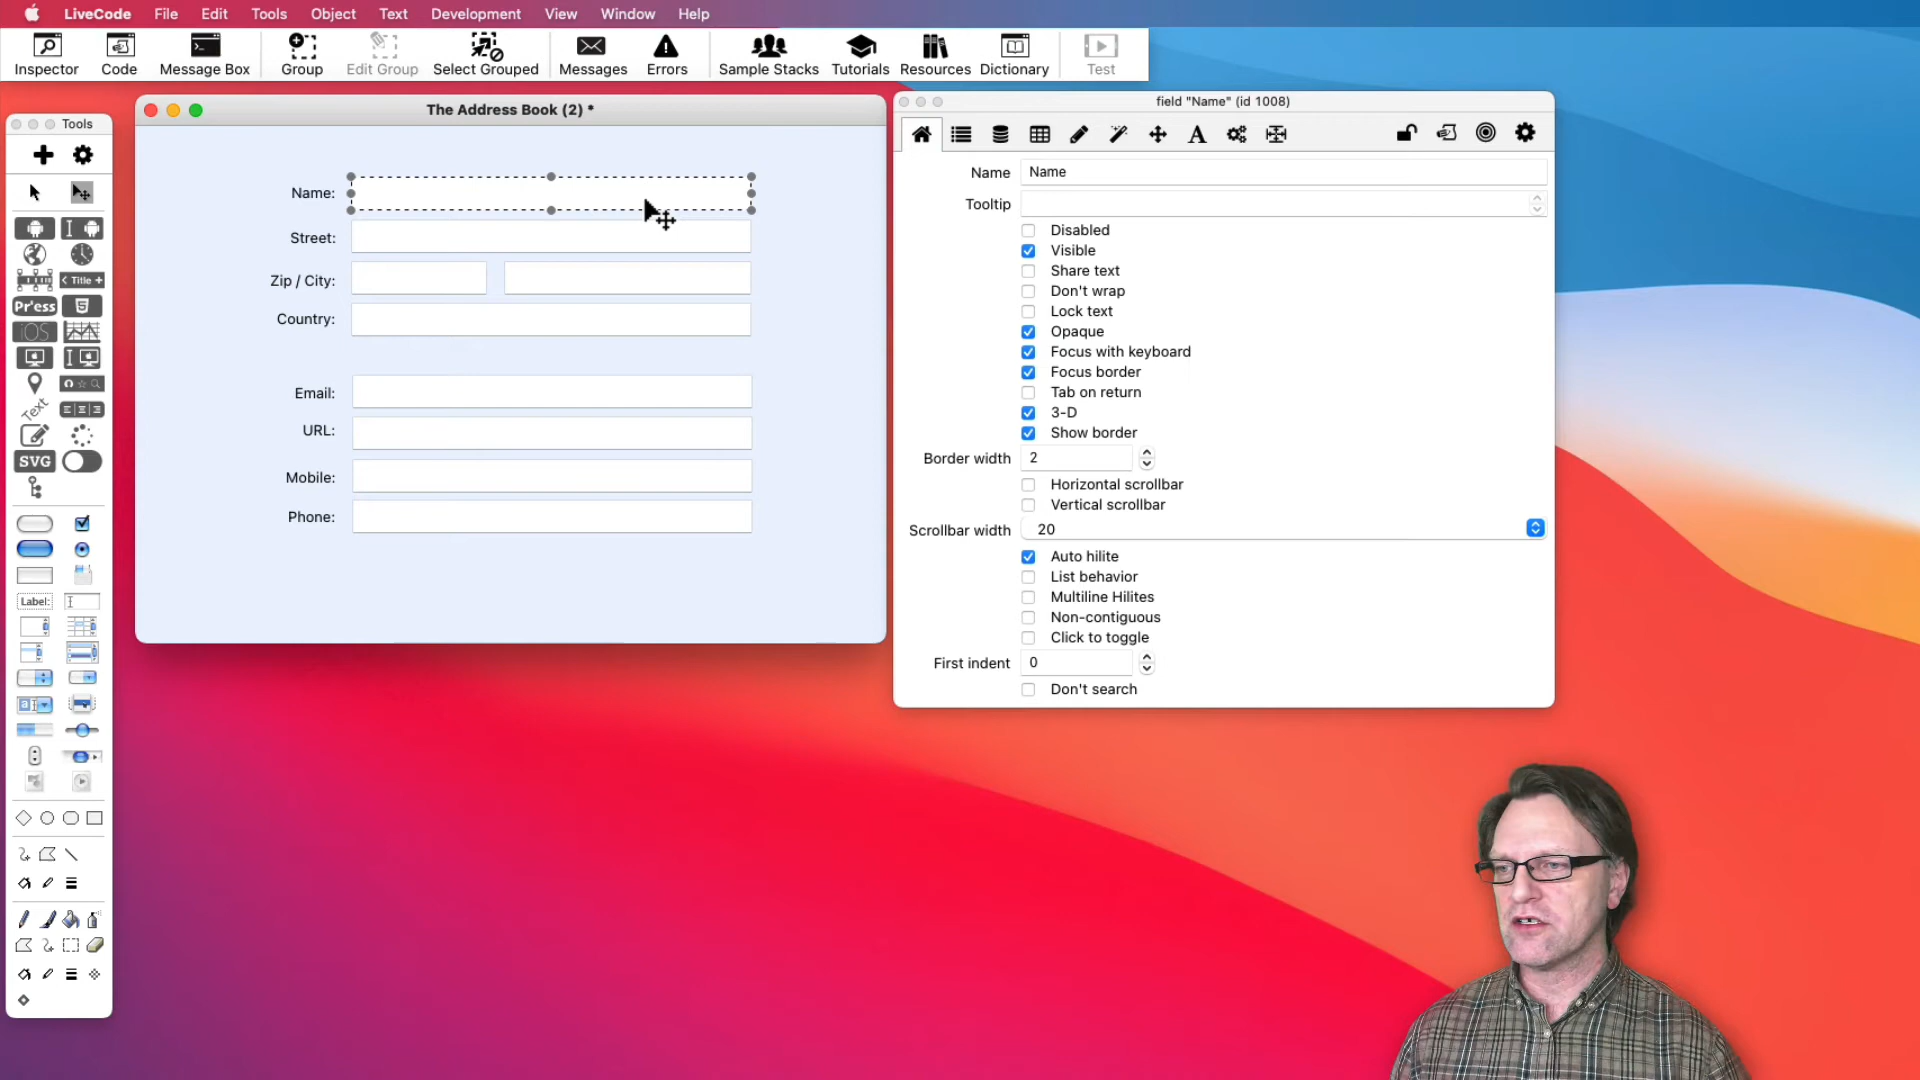 LiveCode File Edit Tools Object Text Development View Window Help
Inspector Code Message Box Group Edit Group Select Grouped Messages Errors Sample Stacks Tutorials Resources Dictionary Test
Tools
The Address Book (2) *
field "Name" (id 1008)
Name:
Street:
Zip / City:
Country:
Email:
URL:
Mobile:
Phone:
Name Name
Tooltip
Disabled
Visible
Share text
Don't wrap
Lock text
Opaque
Focus with keyboard
Focus border
Tab on return
3-D
Show border
Border width 2
Horizontal scrollbar
Vertical scrollbar
Scrollbar width 20
Auto hilite
List behavior
Multiline Hilites
Non-contiguous
Click to toggle
First indent 0
Don't search
< Title +
Pr'ess
iOS
Text
SVG
Label: